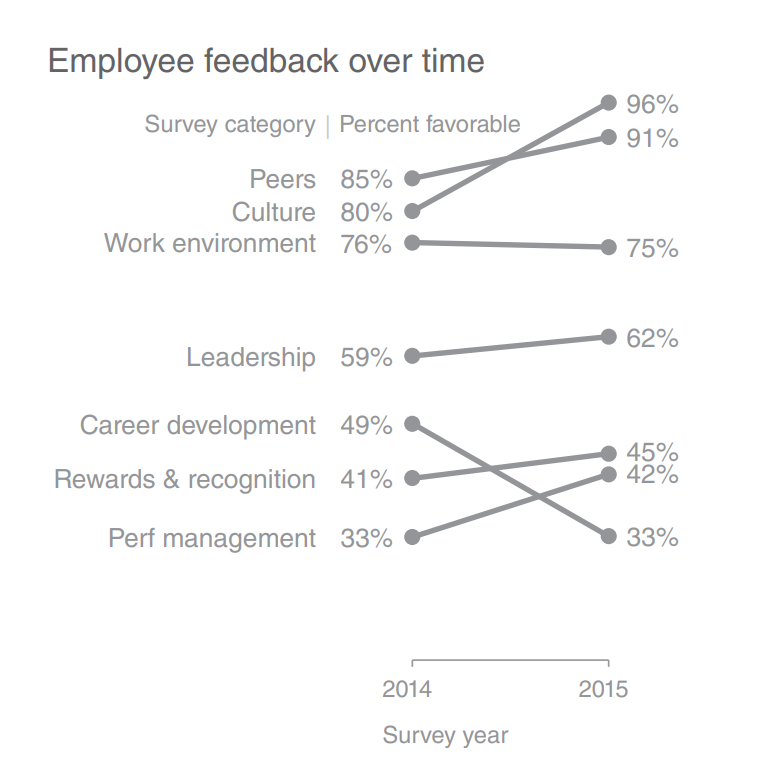 Employee feedback over time
Survey category | Percent favorable
96%
91%
Peers 85%
Culture 80%
Work environment 76% 75%
Leadership 59% 62%
Career development 49%
Rewards & recognition 41% 45%
42%
Perf management 33% 33%
2014 2015
Survey year